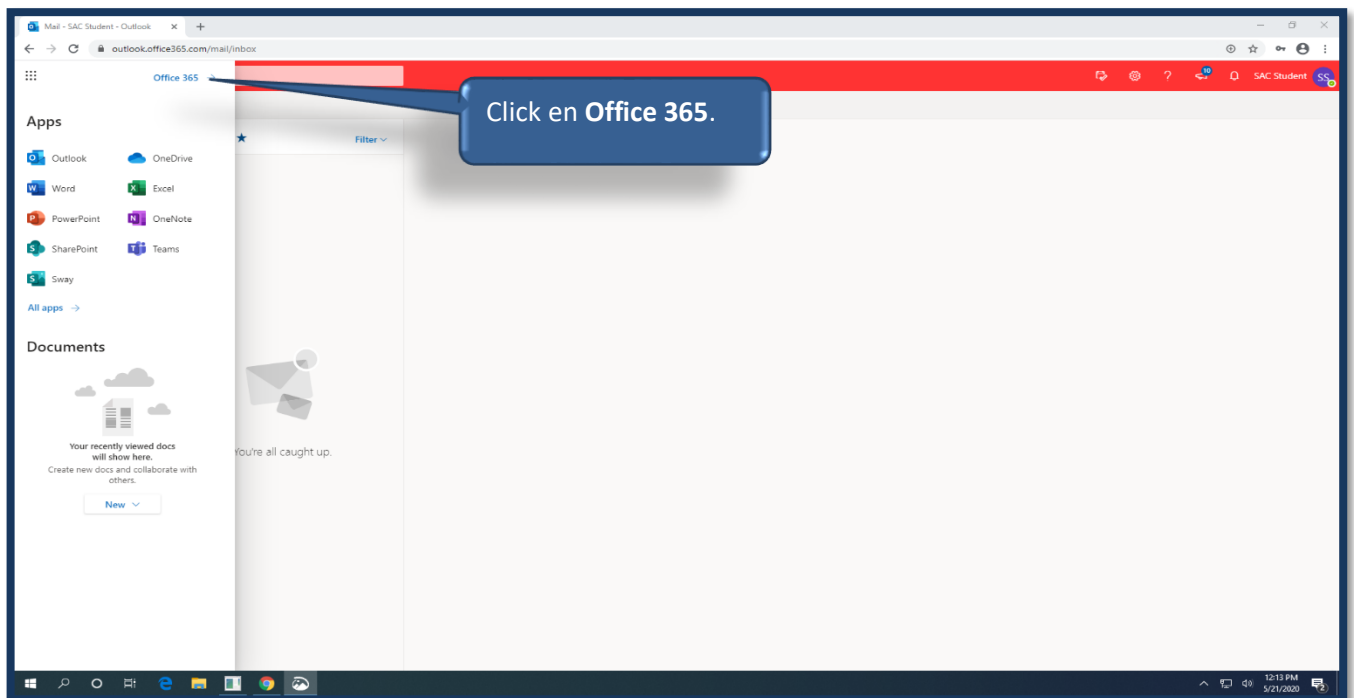 Mail - SAC Student - Outlook
outlook.office365.com/mail/inbox
Office 365 →
10
SAC Student SS
Click en Office 365.
Apps
Filter
Outlook OneDrive
Word Excel
PowerPoint OneNote
SharePoint Teams
Sway
All apps →
Documents
Your recently viewed docs
will show here.
Create new docs and collaborate with
others.
New
You're all caught up.
12:13 PM
5/21/2020
2